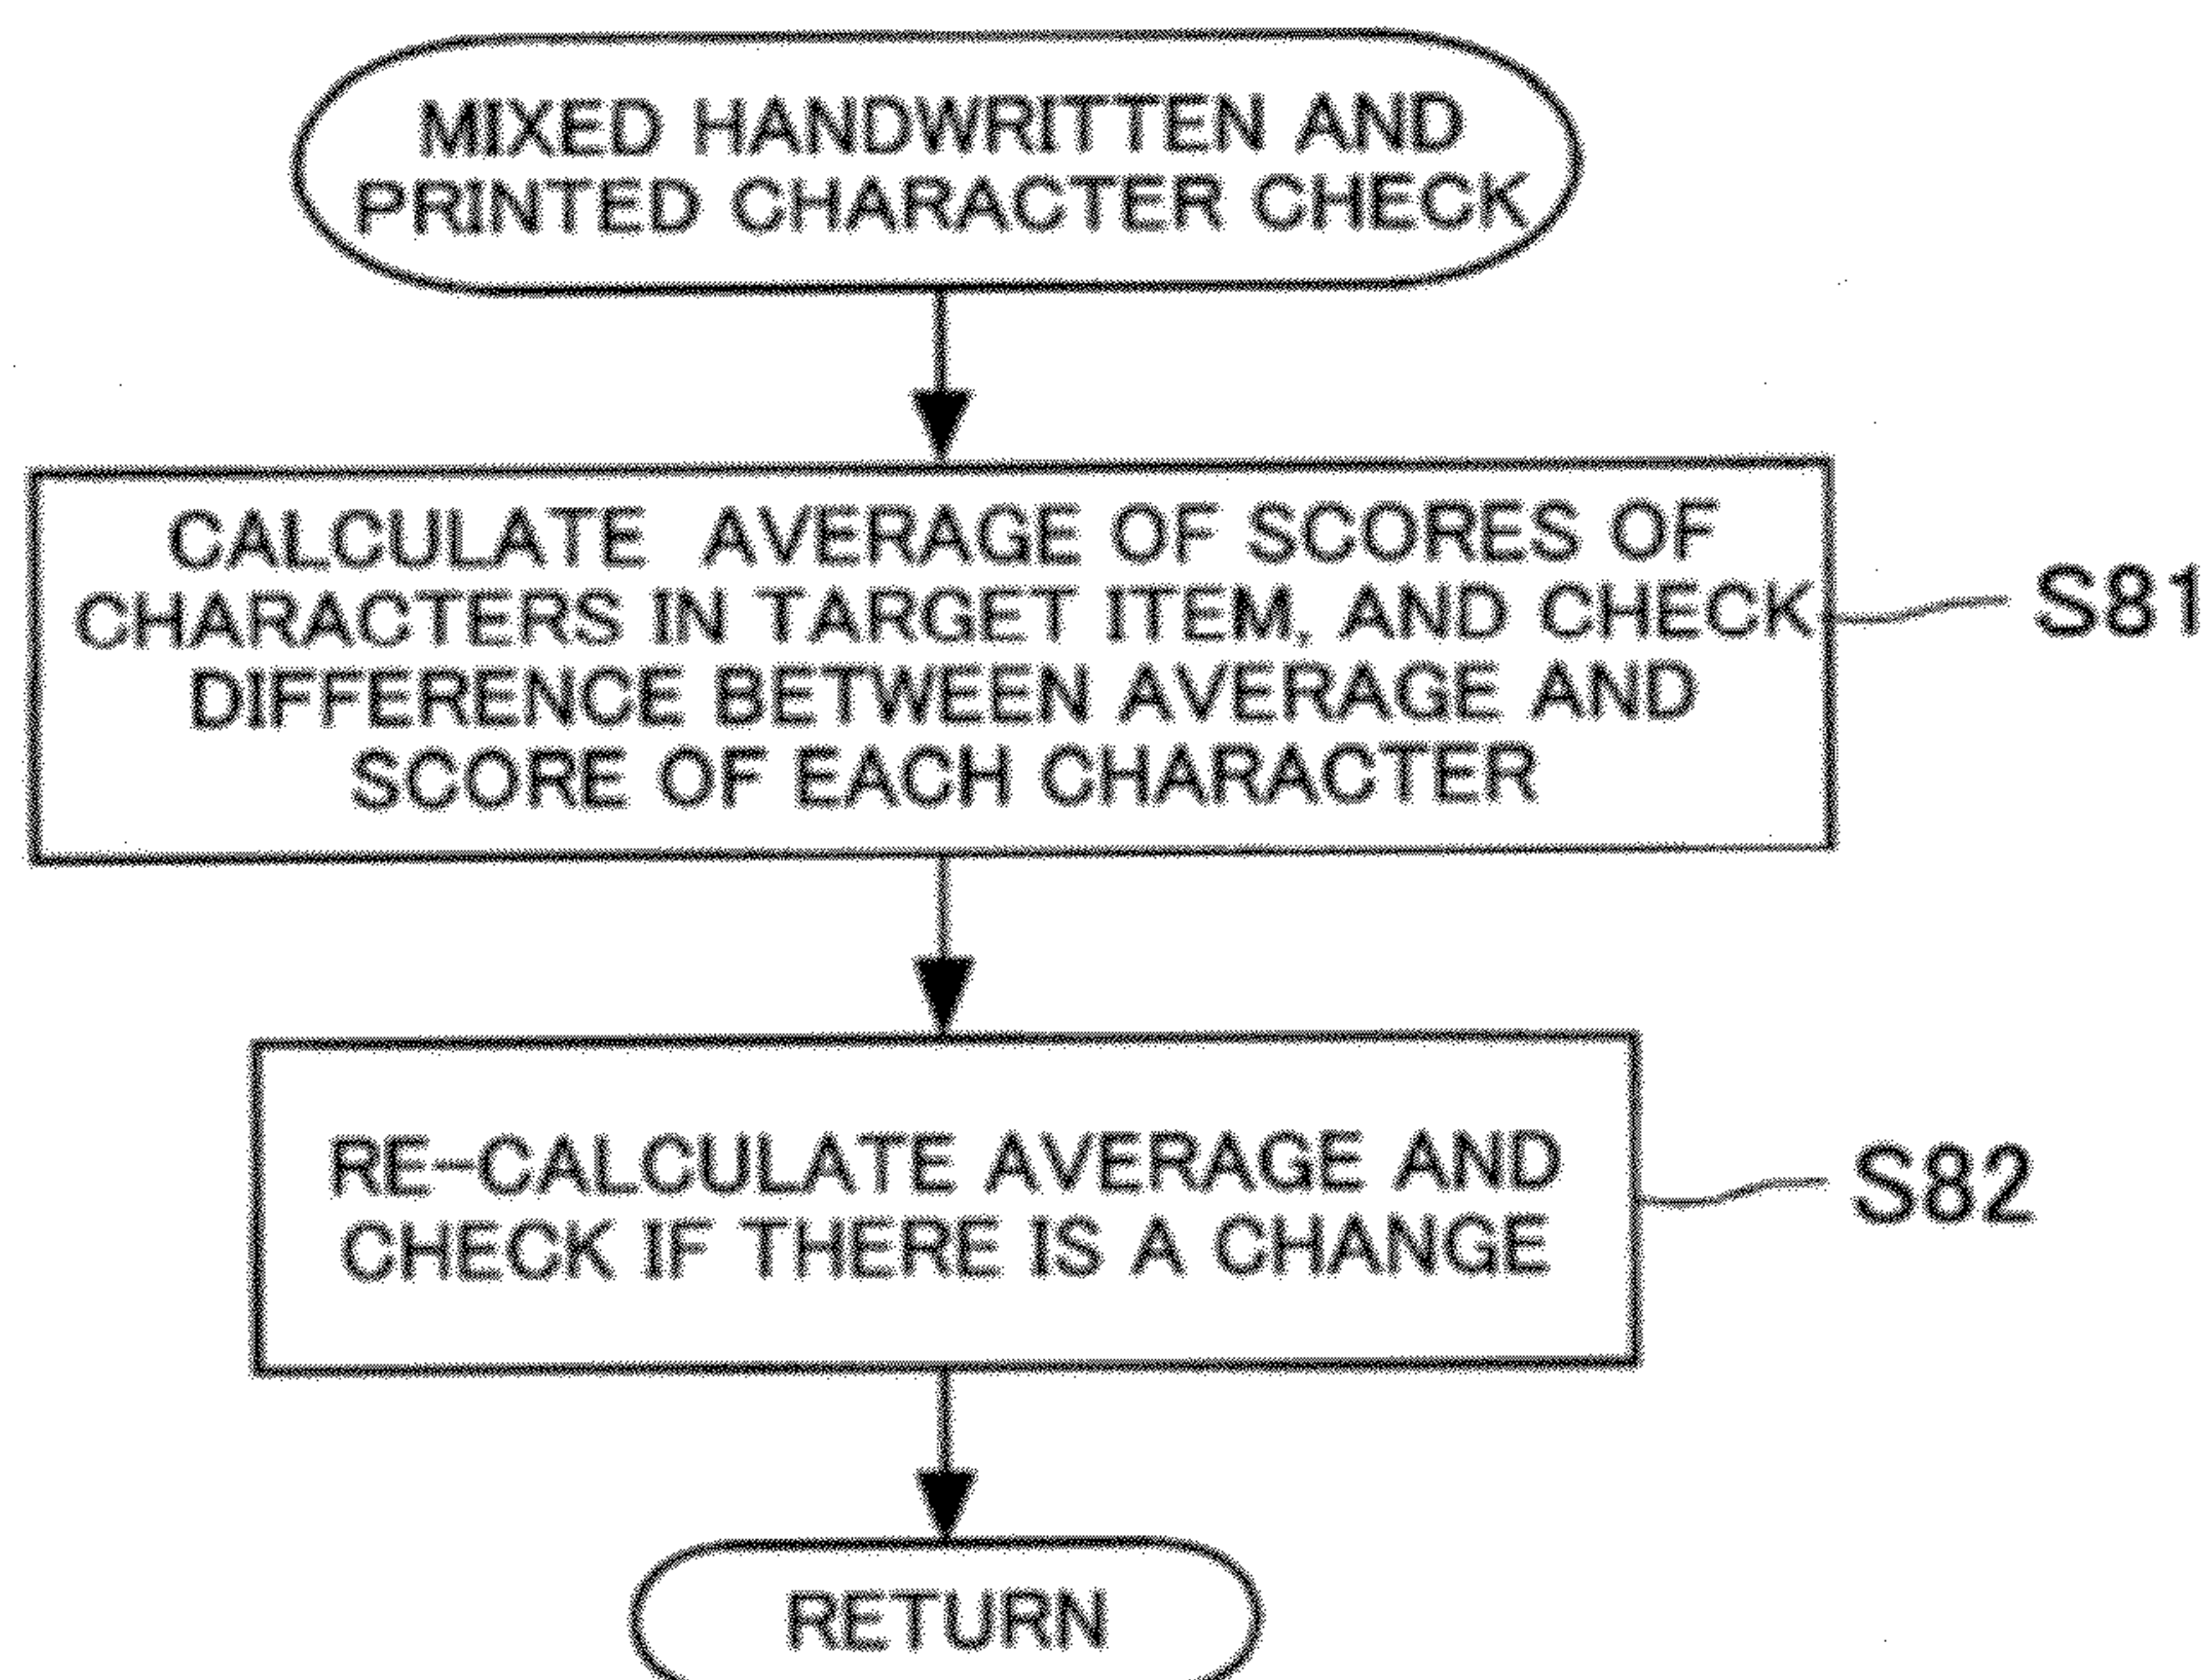 MIXED HANDWRITTEN AND
PRINTED CHARACTER CHECK
CALCULATE AVERAGE OF SCORES OF
CHARACTERS IN TARGET ITEM, AND CHECK
DIFFERENCE BETWEEN AVERAGE AND
SCORE OF EACH CHARACTER
S81
RE-CALCULATE AVERAGE AND
CHECK IF THERE IS A CHANGE
S82
RETURN